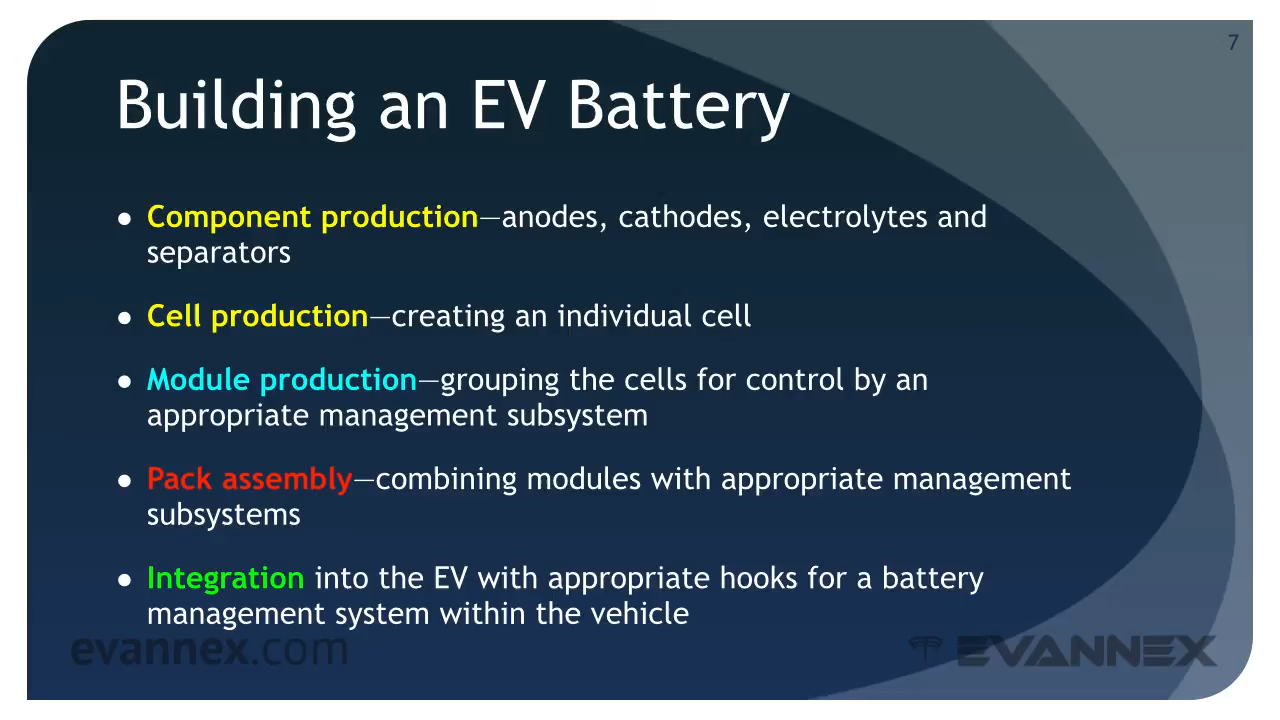 7
Building an EV Battery
● Component production—anodes, cathodes, electrolytes and
separators
● Cell production—creating an individual cell
● Module production—grouping the cells for control by an
appropriate management subsystem
● Pack assembly—combining modules with appropriate management
subsystems
● Integration into the EV with appropriate hooks for a battery
management system within the vehicle
evannex.com
EVANNEX